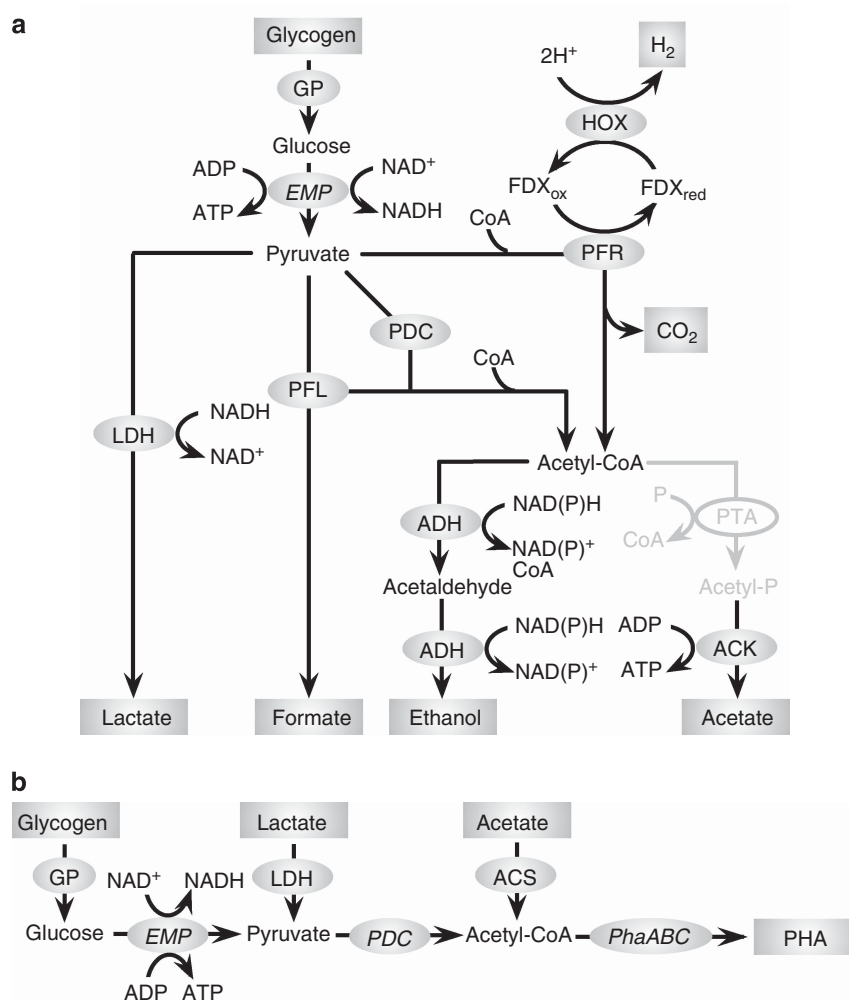 a
Glycogen
GP
Glucose
ADP
NAD⁺
EMP
ATP
NADH
Pyruvate
2H⁺
H₂
HOX
FDXox
FDXred
CoA
PFR
CO₂
PDC
CoA
PFL
LDH
NADH
NAD⁺
Acetyl-CoA
ADH
NAD(P)H
NAD(P)⁺
CoA
P
PTA
CoA
Acetaldehyde
Acetyl-P
ADH
NAD(P)H
NAD(P)⁺
ADP
ATP
ACK
Lactate
Formate
Ethanol
Acetate
b
Glycogen
Lactate
Acetate
GP
NAD⁺
NADH
LDH
ACS
Glucose
EMP
Pyruvate
PDC
Acetyl-CoA
PhaABC
PHA
ADP
ATP